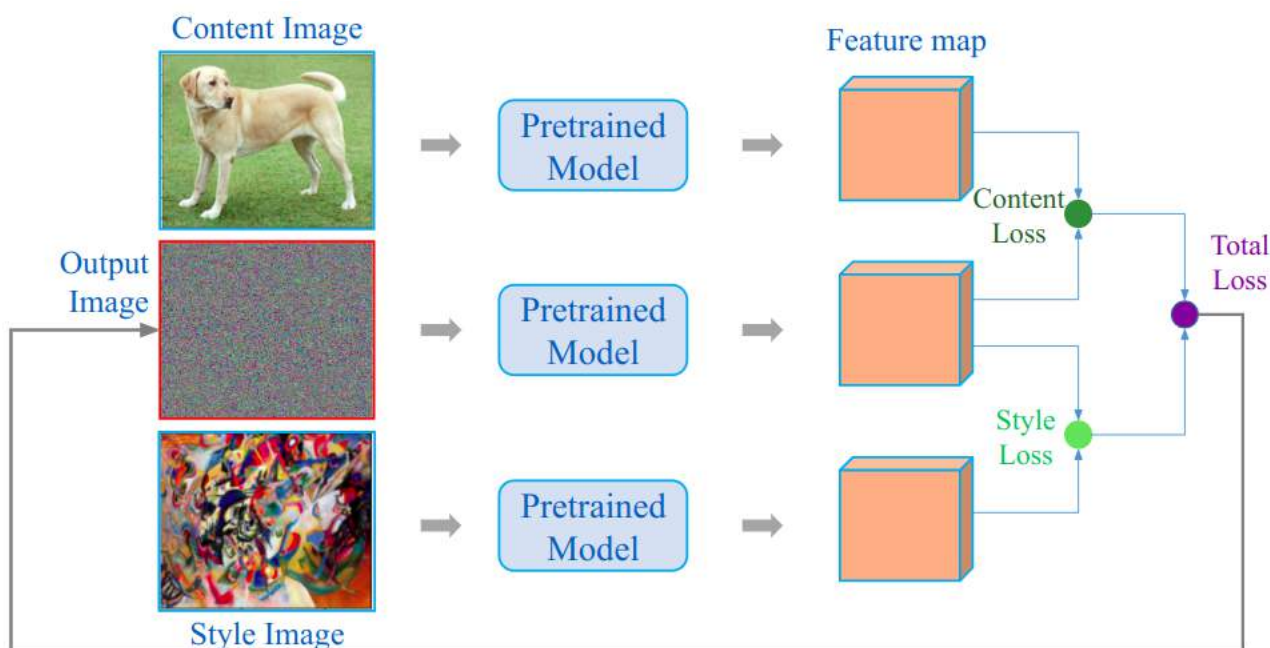 Content Image
Feature map
Pretrained
Model
Content
Loss
Output
Image
Total
Loss
Pretrained
Model
Style
Loss
Pretrained
Model
Style Image